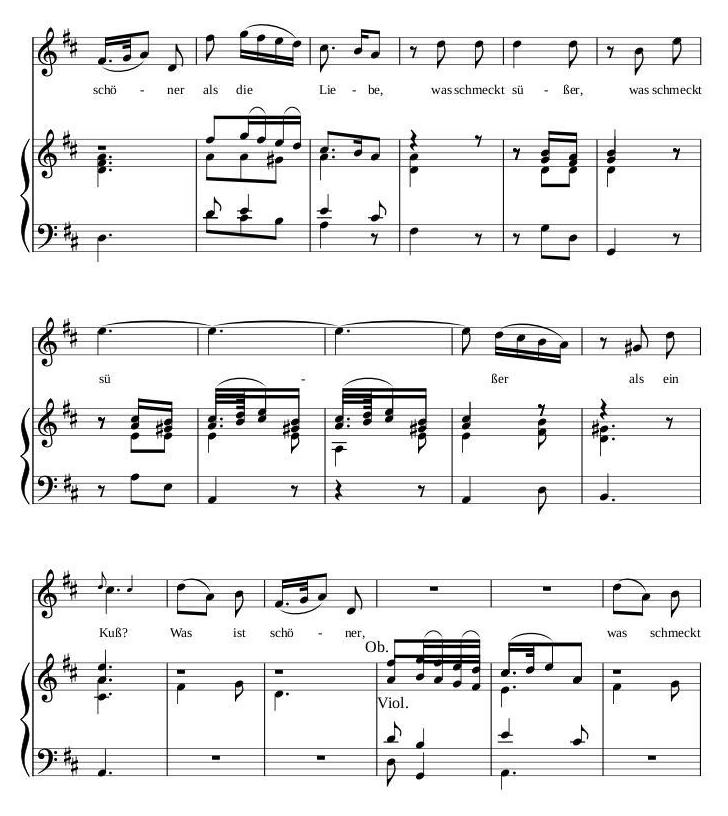 schö - ner als die Lie - be, was schmeckt sü - ßer, was schmeckt
sü - ßer als ein
Kuß? Was ist schö - ner, was schmeckt
Ob.
Viol.